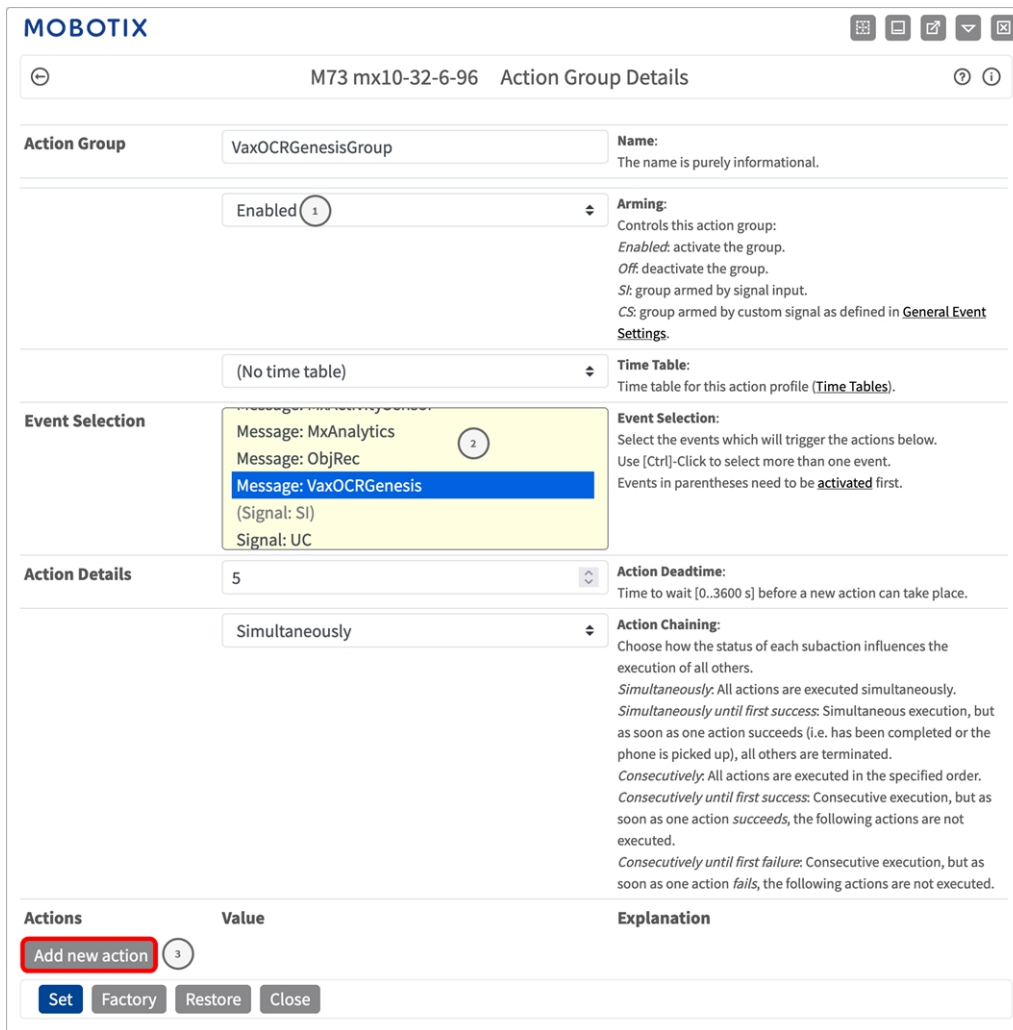 MOBOTIX
M73 mx10-32-6-96 Action Group Details
Action Group
VaxOCRGenesisGroup
Name:
The name is purely informational.
Enabled 1
Arming:
Controls this action group:
Enabled: activate the group.
Off: deactivate the group.
SI: group armed by signal input.
CS: group armed by custom signal as defined in General Event
Settings.
(No time table)
Time Table:
Time table for this action profile (Time Tables).
Event Selection
Message: MxActivitySensor
Message: MxAnalytics
2
Message: ObjRec
Message: VaxOCRGenesis
(Signal: SI)
Signal: UC
Event Selection:
Select the events which will trigger the actions below.
Use [Ctrl]-Click to select more than one event.
Events in parentheses need to be activated first.
Action Details
5
Action Deadtime:
Time to wait [0..3600 s] before a new action can take place.
Simultaneously
Action Chaining:
Choose how the status of each subaction influences the
execution of all others.
Simultaneously: All actions are executed simultaneously.
Simultaneously until first success: Simultaneous execution, but
as soon as one action succeeds (i.e. has been completed or the
phone is picked up), all others are terminated.
Consecutively: All actions are executed in the specified order.
Consecutively until first success: Consecutive execution, but as
soon as one action succeeds, the following actions are not
executed.
Consecutively until first failure: Consecutive execution, but as
soon as one action fails, the following actions are not executed.
Actions Value Explanation
Add new action 3
Set Factory Restore Close